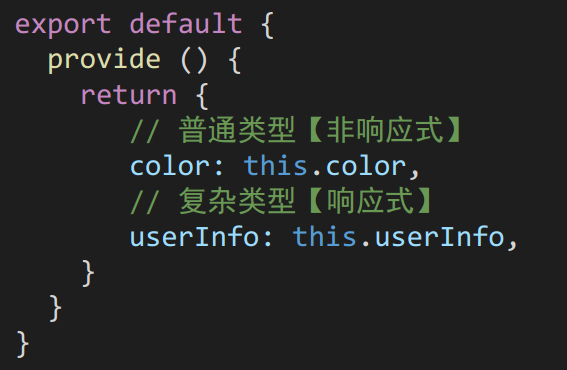 export default {
  provide () {
    return {
       // 普通类型【非响应式】
       color: this.color,
       // 复杂类型【响应式】
       userInfo: this.userInfo,
    }
  }
}